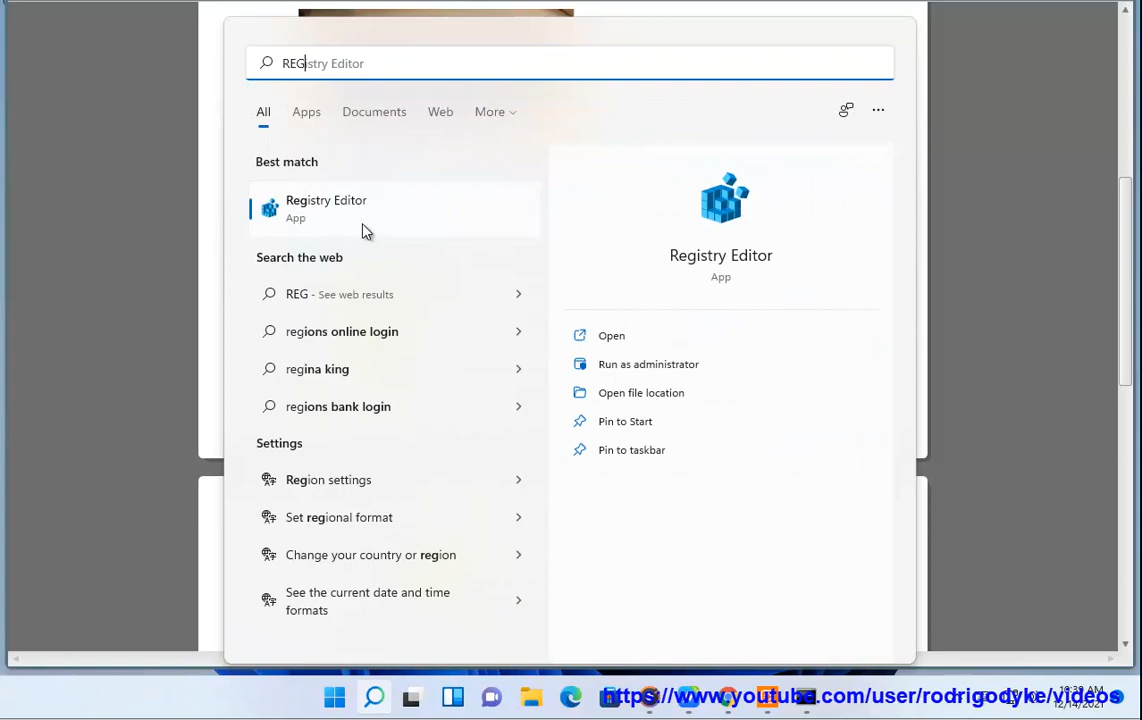 REGistry Editor
All Apps Documents Web More
Best match
Registry Editor
App
Search the web
REG - See web results
regions online login
regina king
regions bank login
Settings
Region settings
Set regional format
Change your country or region
See the current date and time
formats
Registry Editor
App
Open
Run as administrator
Open file location
Pin to Start
Pin to taskbar
https://www.youtube.com/user/rodrigodyke/videos
12/14/2021